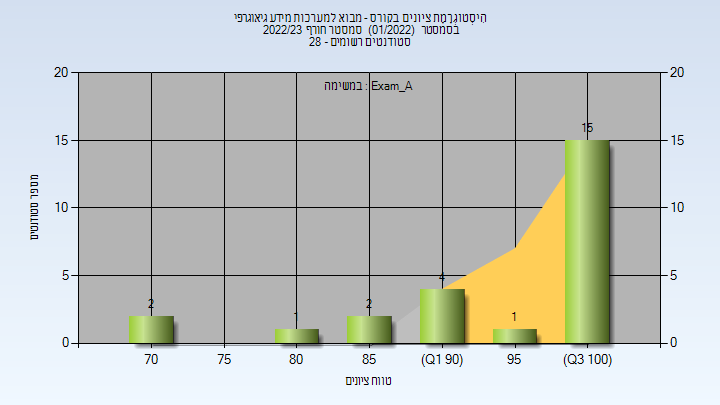 היסטוגרמת ציונים בקורס - מבוא למערכות מידע גיאוגרפי
בסמסטר (01/2022) סמסטר חורף 2022/23
סטודנטים רשומים - 28
במשימה : Exam_A
מספר סטודנטים
20 20
15 15
10 10
5 5
0 0
2 1 2 4 1 15
70 75 80 85 (Q1 90) 95 (Q3 100)
טווח ציונים